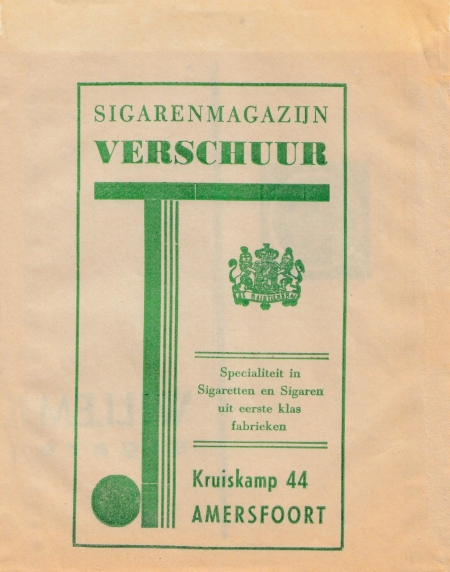 SIGARENMAGAZIJN
VERSCHUUR
Specialiteit in
Sigaretten en Sigaren
uit eerste klas
fabrieken
Kruiskamp 44
AMERSFOORT